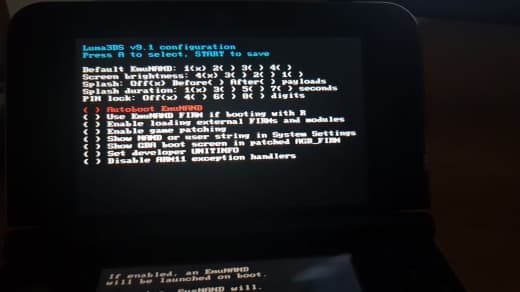 Luma3DS v9.1 configuration
Press A to select, START to save
Default EmuNAND: 1(x) 2( ) 3( ) 4( )
Screen brightness: 4(x) 3( ) 2( ) 1( )
Splash: Off(x) Before( ) After( ) payloads
Splash duration: 1(x) 3( ) 5( ) 7( ) seconds
PIN lock: Off(x) 4( ) 6( ) 8( ) digits
( ) Autoboot EmuNAND
( ) Use EmuNAND FIRM if booting with R
( ) Enable loading external FIRMs and modules
( ) Enable game patching
( ) Show NAND or user string in System Settings
( ) Show GBA boot screen in patched AGB_FIRM
( ) Set developer UNITINFO
( ) Disable ARM11 exception handlers
If enabled, an EmuNAND
will be launched on boot.
SysNAND will.